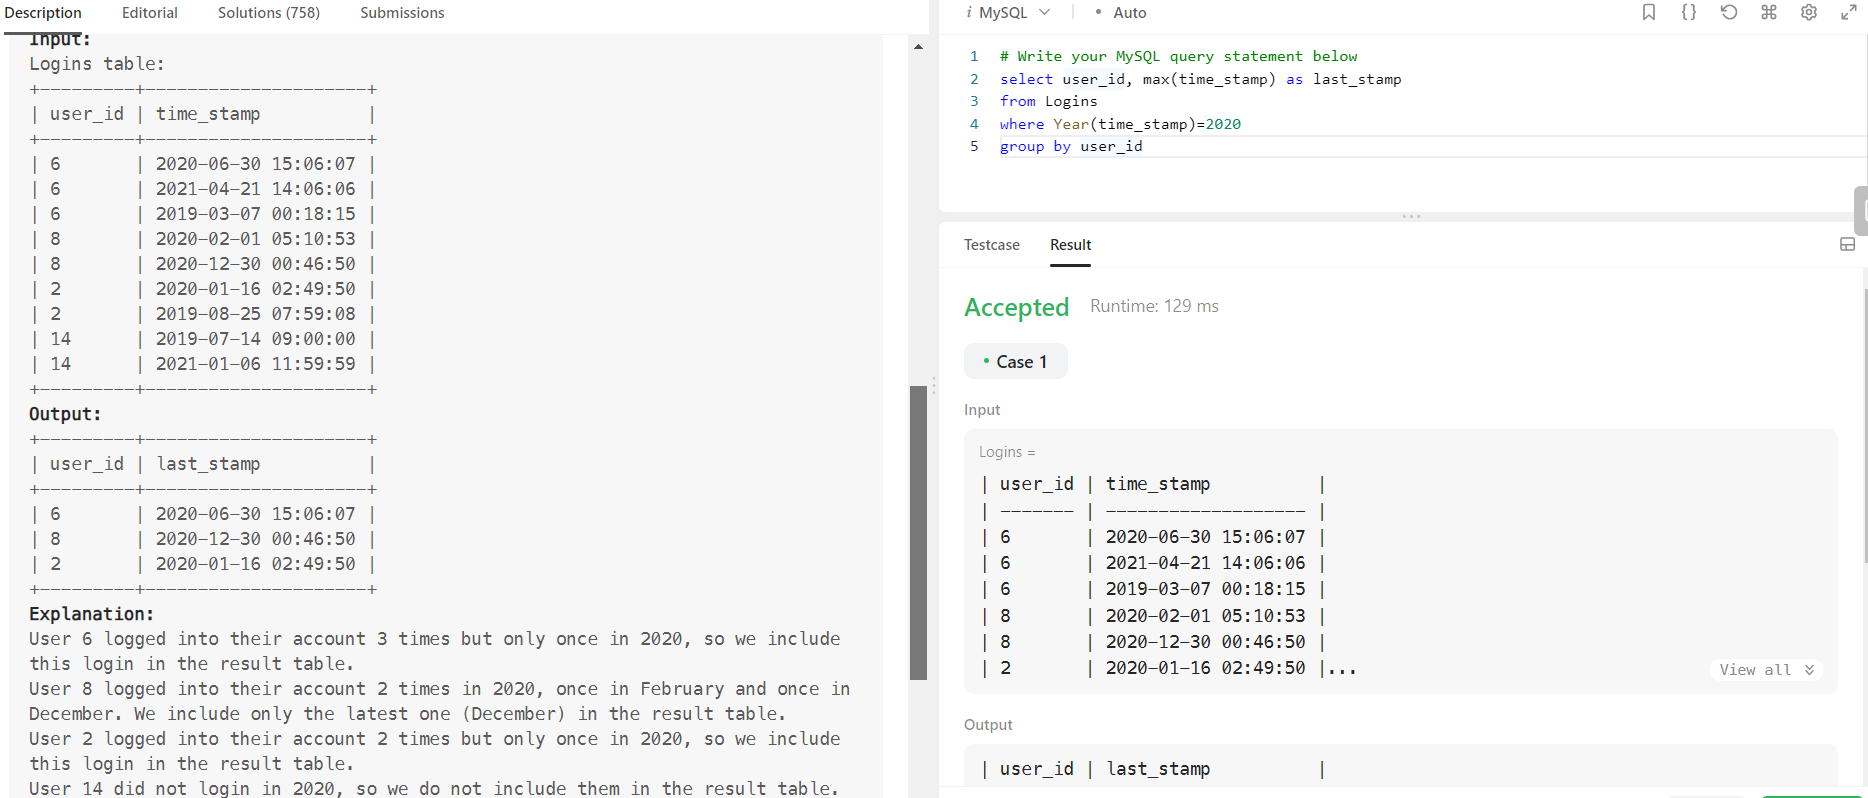 Description Editorial Solutions (758) Submissions
Input:
Logins table:
+---------+---------------------+
| user_id | time_stamp          |
+---------+---------------------+
| 6       | 2020-06-30 15:06:07 |
| 6       | 2021-04-21 14:06:06 |
| 6       | 2019-03-07 00:18:15 |
| 8       | 2020-02-01 05:10:53 |
| 8       | 2020-12-30 00:46:50 |
| 2       | 2020-01-16 02:49:50 |
| 2       | 2019-08-25 07:59:08 |
| 14      | 2019-07-14 09:00:00 |
| 14      | 2021-01-06 11:59:59 |
+---------+---------------------+
Output:
+---------+---------------------+
| user_id | last_stamp          |
+---------+---------------------+
| 6       | 2020-06-30 15:06:07 |
| 8       | 2020-12-30 00:46:50 |
| 2       | 2020-01-16 02:49:50 |
+---------+---------------------+
Explanation:
User 6 logged into their account 3 times but only once in 2020, so we include
this login in the result table.
User 8 logged into their account 2 times in 2020, once in February and once in
December. We include only the latest one (December) in the result table.
User 2 logged into their account 2 times but only once in 2020, so we include
this login in the result table.
User 14 did not login in 2020, so we do not include them in the result table.
i MySQL • Auto
1 # Write your MySQL query statement below
2 select user_id, max(time_stamp) as last_stamp
3 from Logins
4 where Year(time_stamp)=2020
5 group by user_id
Testcase Result
Accepted Runtime: 129 ms
• Case 1
Input
Logins =
| user_id | time_stamp          |
| ------- | ------------------- |
| 6       | 2020-06-30 15:06:07 |
| 6       | 2021-04-21 14:06:06 |
| 6       | 2019-03-07 00:18:15 |
| 8       | 2020-02-01 05:10:53 |
| 8       | 2020-12-30 00:46:50 |
| 2       | 2020-01-16 02:49:50 |...
View all
Output
| user_id | last_stamp          |